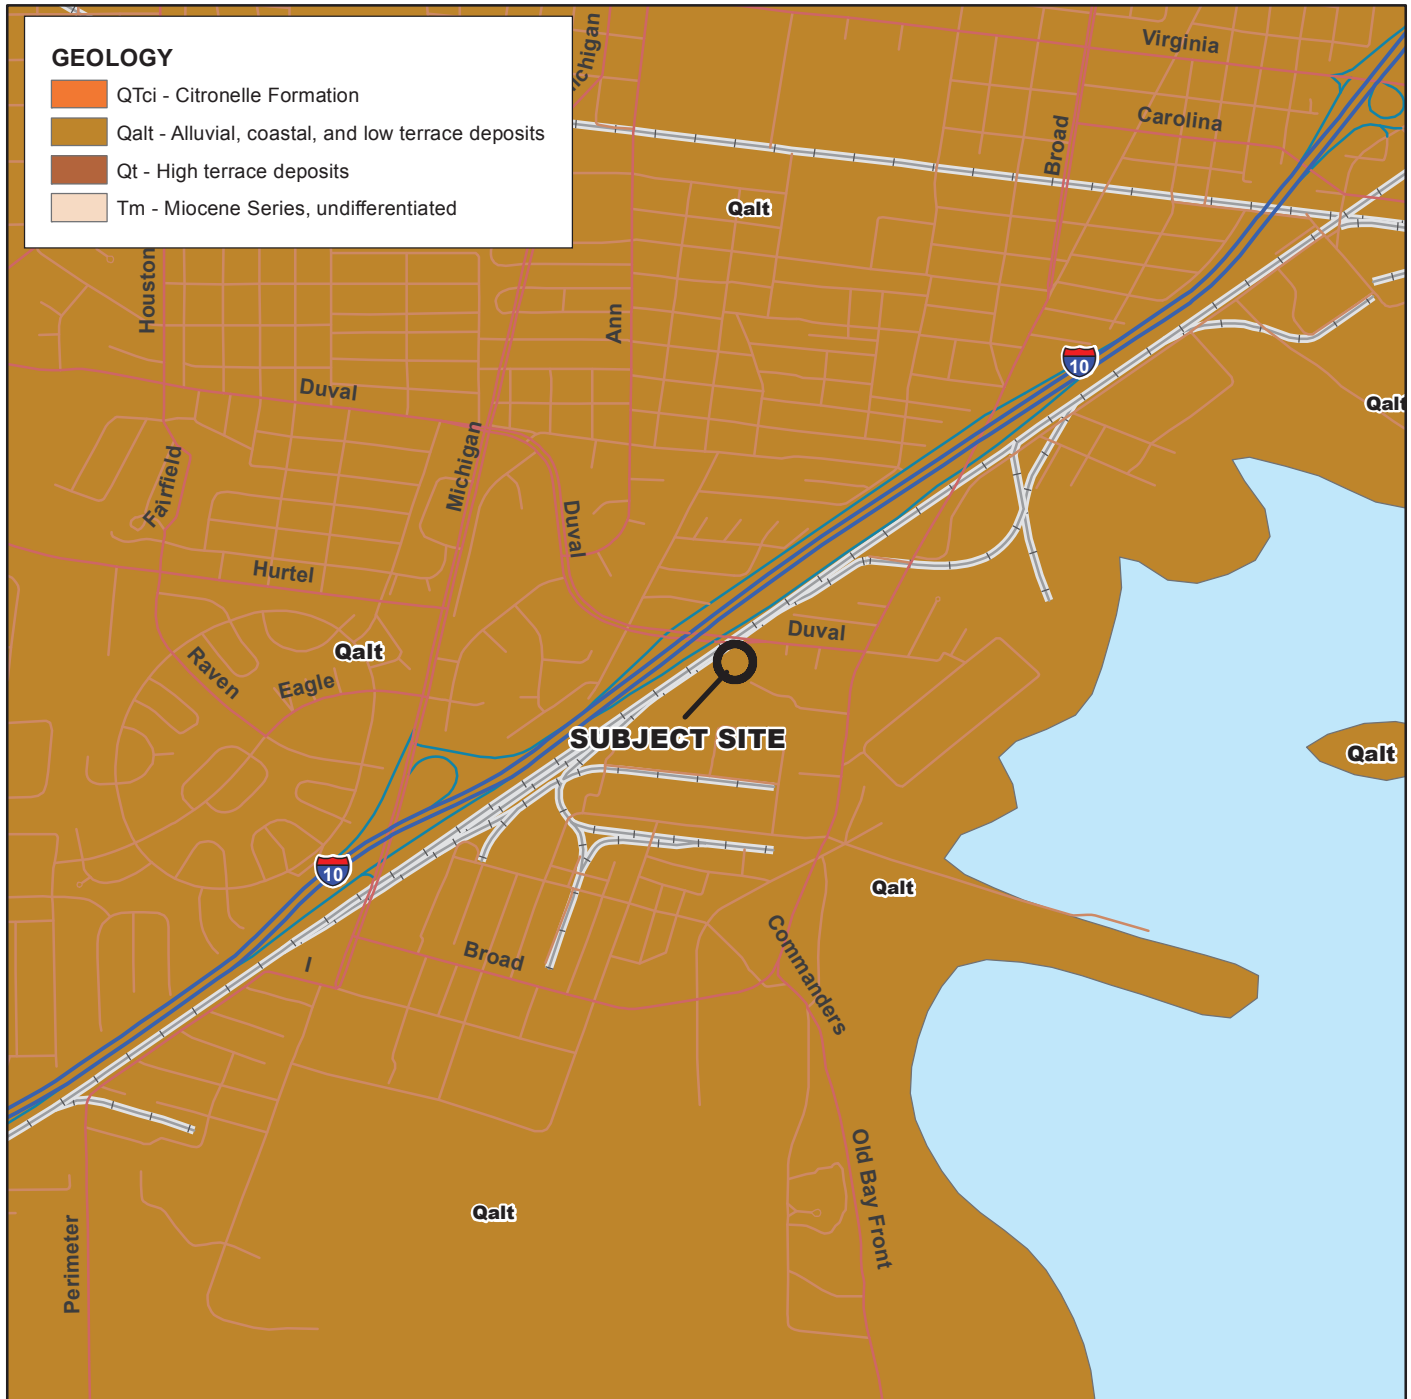 GEOLOGY
QTci - Citronelle Formation
Qalt - Alluvial, coastal, and low terrace deposits
Qt - High terrace deposits
Tm - Miocene Series, undifferentiated
Virginia
Carolina
Broad
Qalt
Houston
Ann
10
Duval
Qalt
Michigan
Fairfield
Duval
Hurtel
Duval
Qalt
Raven
Eagle
SUBJECT SITE
Qalt
10
Qalt
Commanders
Broad
I
Old Bay Front
Qalt
Perimeter